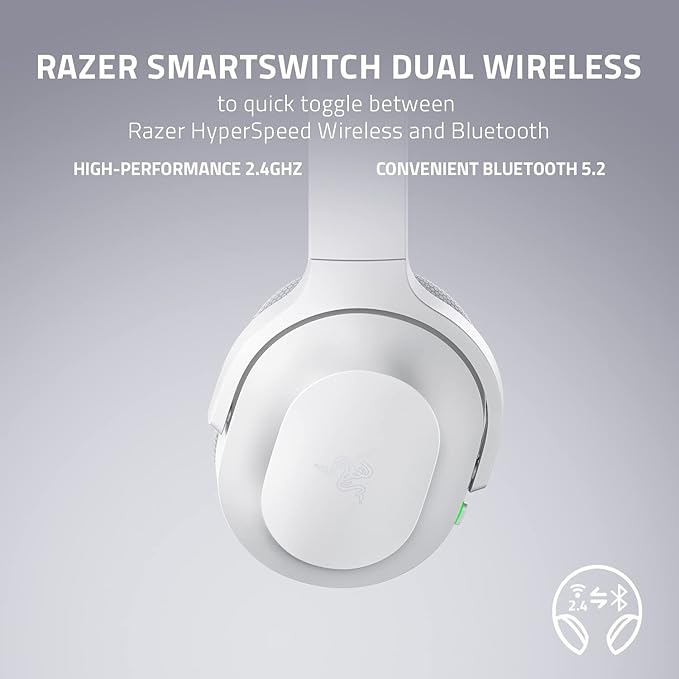 RAZER SMARTSWITCH DUAL WIRELESS
to quick toggle between
Razer HyperSpeed Wireless and Bluetooth
HIGH-PERFORMANCE 2.4GHZ
CONVENIENT BLUETOOTH 5.2
2.4